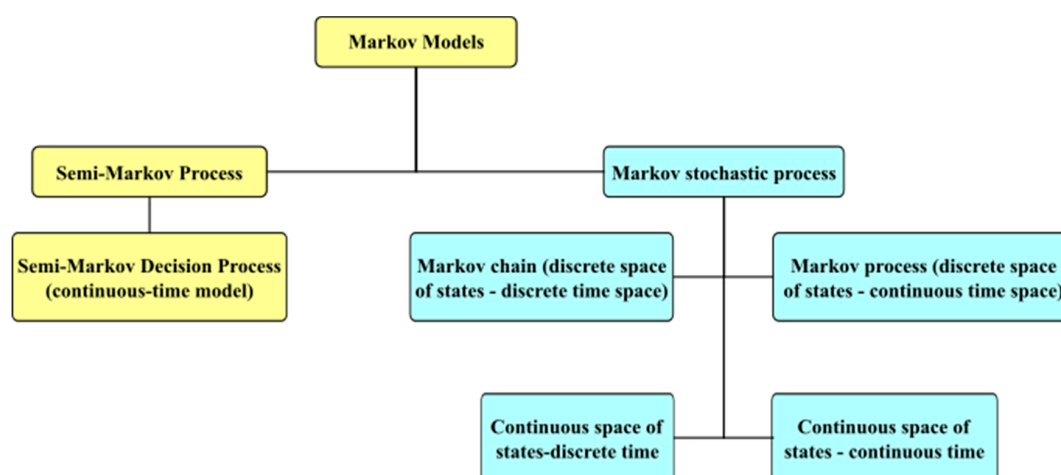 Markov Models
Semi-Markov Process
Markov stochastic process
Semi-Markov Decision Process
(continuous-time model)
Markov chain (discrete space
of states - discrete time space)
Markov process (discrete space
of states - continuous time space)
Continuous space of
states-discrete time
Continuous space of
states - continuous time